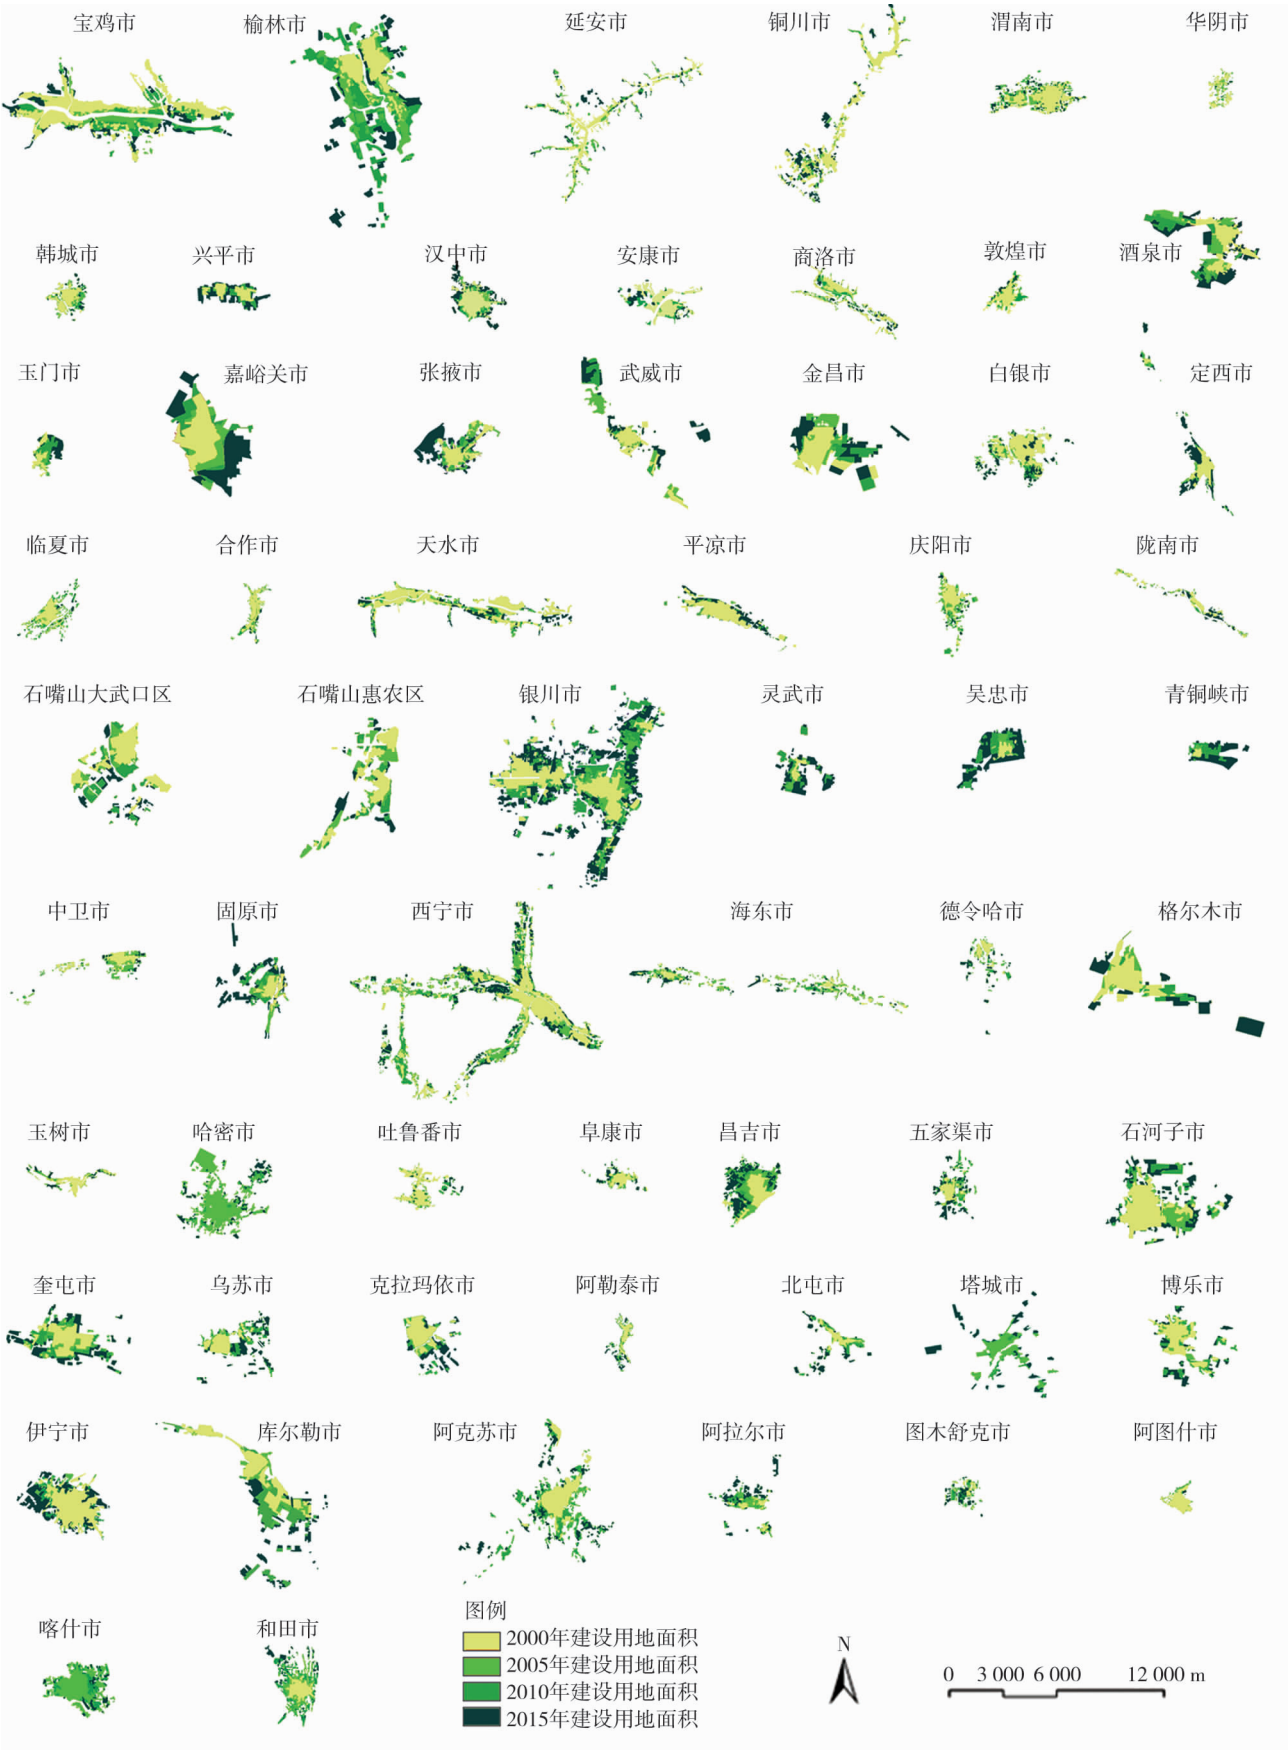 宝鸡市 榆林市 延安市 铜川市 渭南市 华阴市
韩城市 兴平市 汉中市 安康市 商洛市 敦煌市 酒泉市
玉门市 嘉峪关市 张掖市 武威市 金昌市 白银市 定西市
临夏市 合作市 天水市 平凉市 庆阳市 陇南市
石嘴山大武口区 石嘴山惠农区 银川市 灵武市 吴忠市 青铜峡市
中卫市 固原市 西宁市 海东市 德令哈市 格尔木市
玉树市 哈密市 吐鲁番市 阜康市 昌吉市 五家渠市 石河子市
奎屯市 乌苏市 克拉玛依市 阿勒泰市 北屯市 塔城市 博乐市
伊宁市 库尔勒市 阿克苏市 阿拉尔市 图木舒克市 阿图什市
喀什市 和田市
图例
2000年建设用地面积
2005年建设用地面积
2010年建设用地面积
2015年建设用地面积
N
0 3 000 6 000 12 000 m